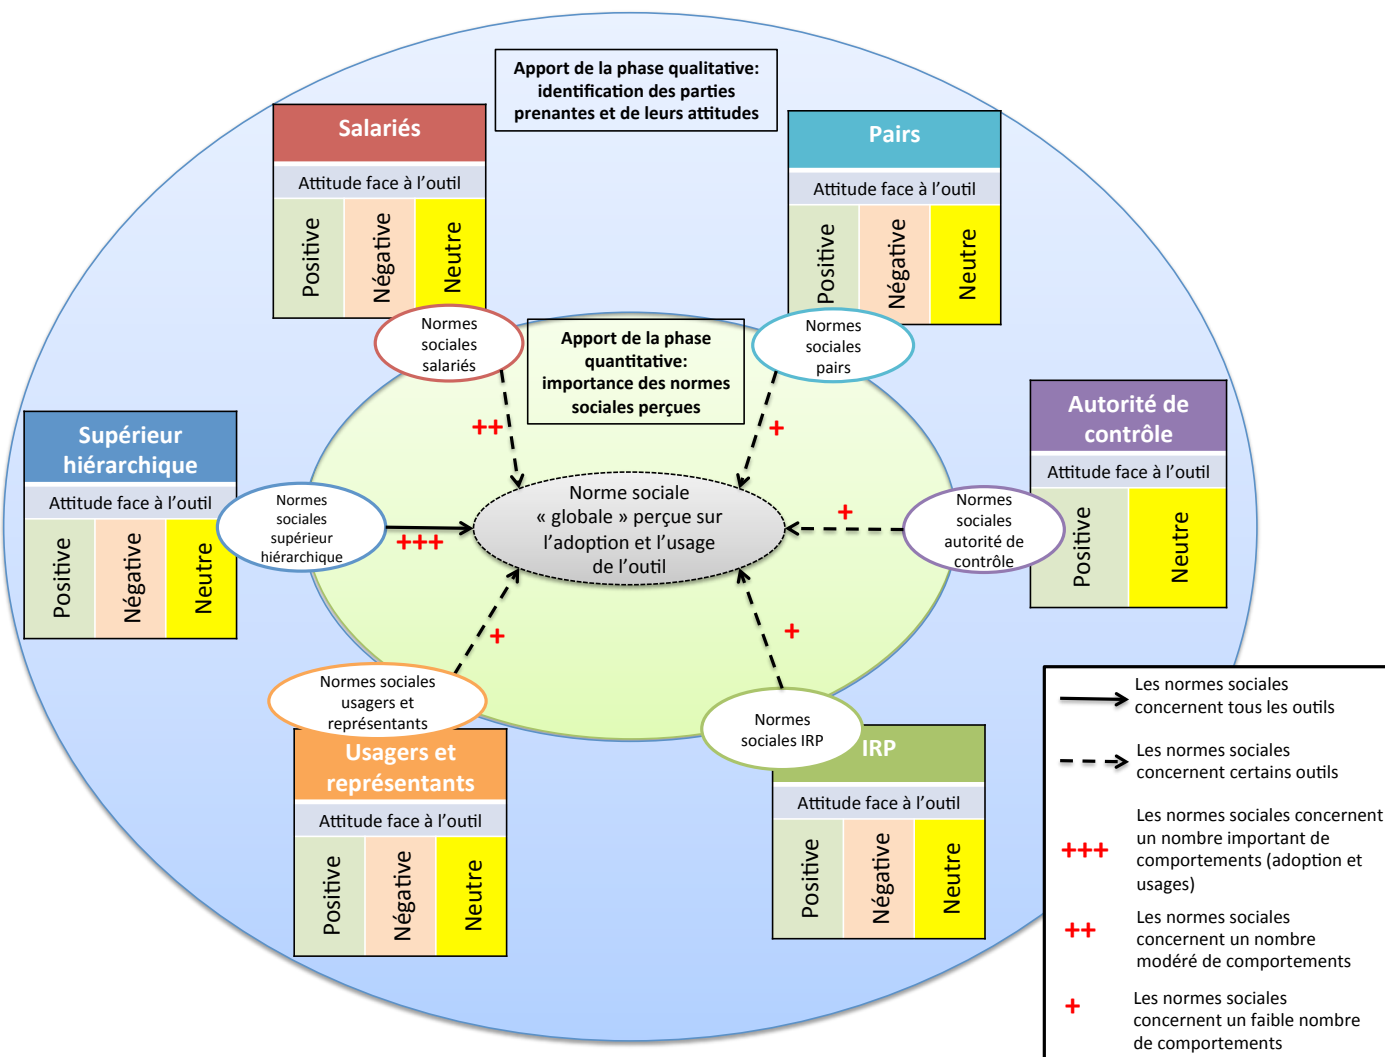 Apport de la phase qualitative:
identification des parties
prenantes et de leurs attitudes
Salariés
Attitude face à l’outil
Positive
Négative
Neutre
Normes
sociales
salariés
Pairs
Attitude face à l’outil
Positive
Négative
Neutre
Normes
sociales
pairs
Apport de la phase
quantitative:
importance des normes
sociales perçues
Supérieur
hiérarchique
Attitude face à l’outil
Positive
Négative
Neutre
Normes
sociales
supérieur
hiérarchique
Autorité de
contrôle
Attitude face à l’outil
Positive
Neutre
Normes
sociales
autorité de
contrôle
++
+
+++
+
+
+
Norme sociale
« globale » perçue sur
l’adoption et l’usage
de l’outil
Normes sociales
usagers et
représentants
Usagers et
représentants
Attitude face à l’outil
Positive
Négative
Neutre
Normes
sociales IRP
IRP
Attitude face à l’outil
Positive
Négative
Neutre
Les normes sociales
concernent tous les outils
Les normes sociales
concernent certains outils
+++
Les normes sociales concernent
un nombre important de
comportements (adoption et
usages)
++
Les normes sociales
concernent un nombre
modéré de comportements
+
Les normes sociales
concernent un faible nombre
de comportements